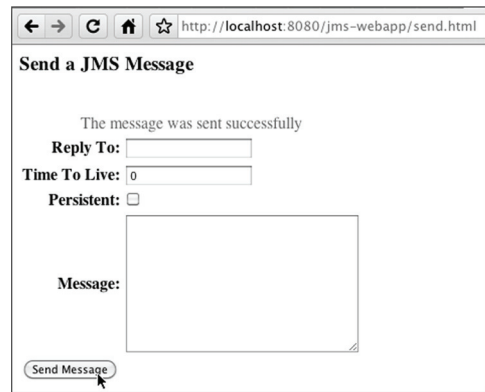 http://localhost:8080/jms-webapp/send.html
Send a JMS Message
The message was sent successfully
Reply To:
Time To Live: 0
Persistent:
Message:
Send Message